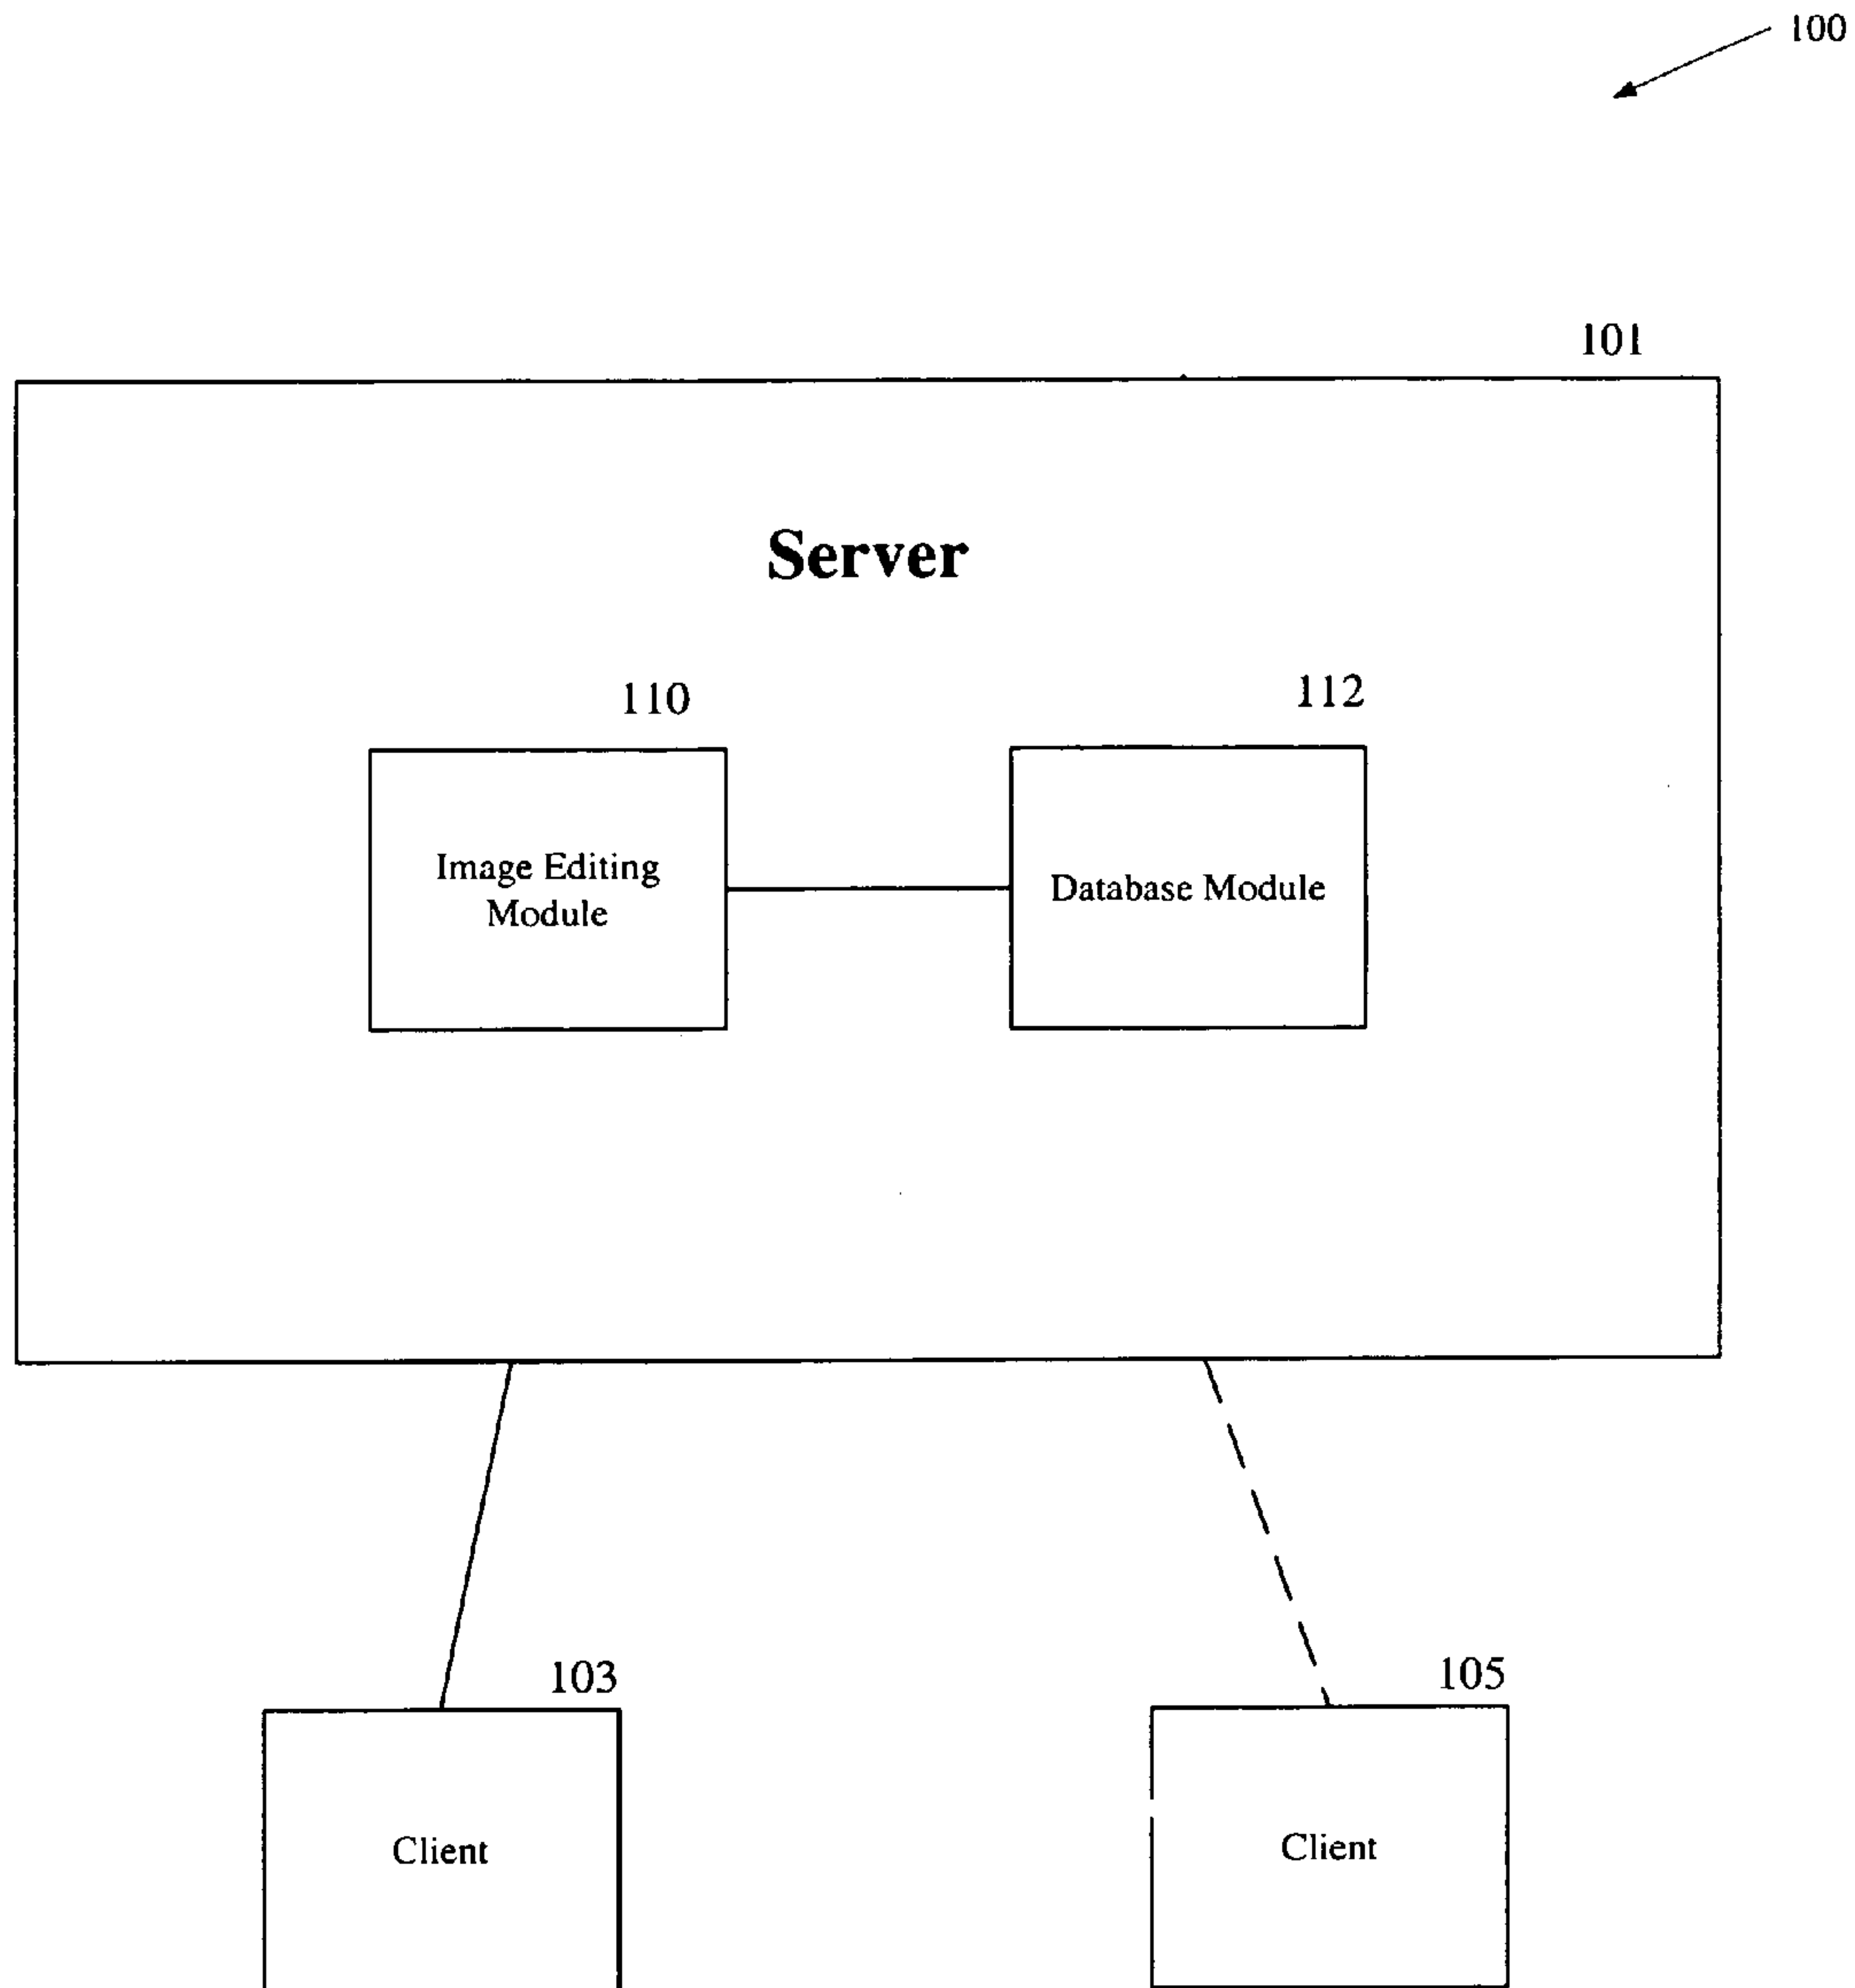 100
101
Server
110
112
Image Editing
Module
Database Module
103
105
Client
Client